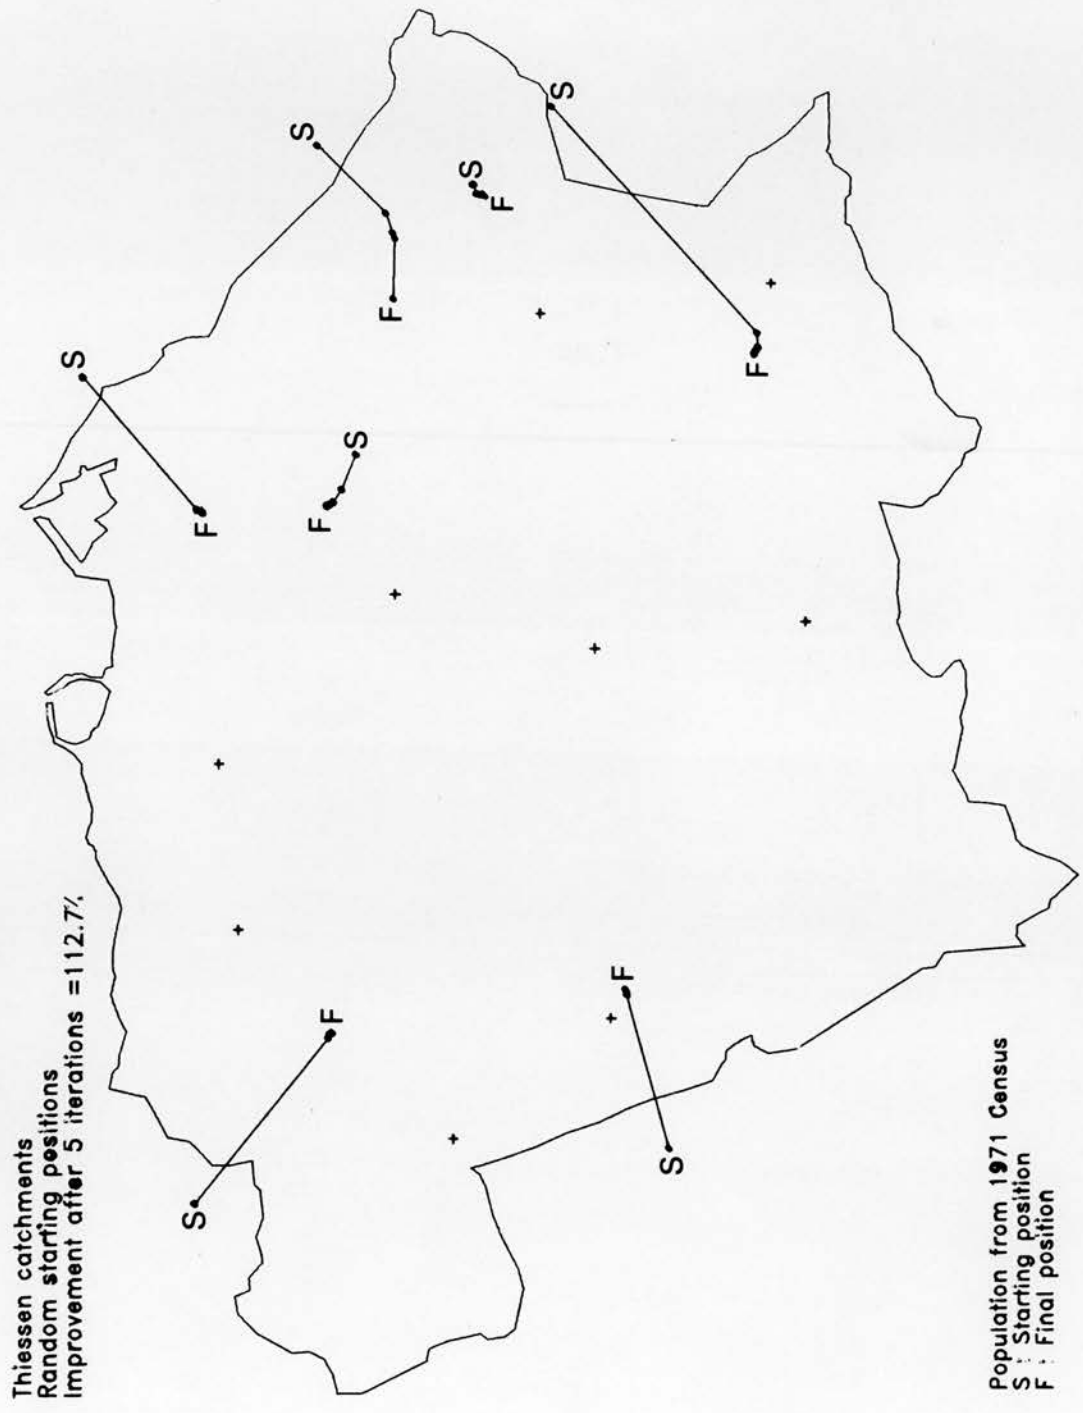 Thiessen catchments
Random starting positions
Improvement after 5 iterations =112.7%
S
F
S
F
S
F
S
F
S
F
S
F
S
F
Population from 1971 Census
S : Starting position
F : Final position